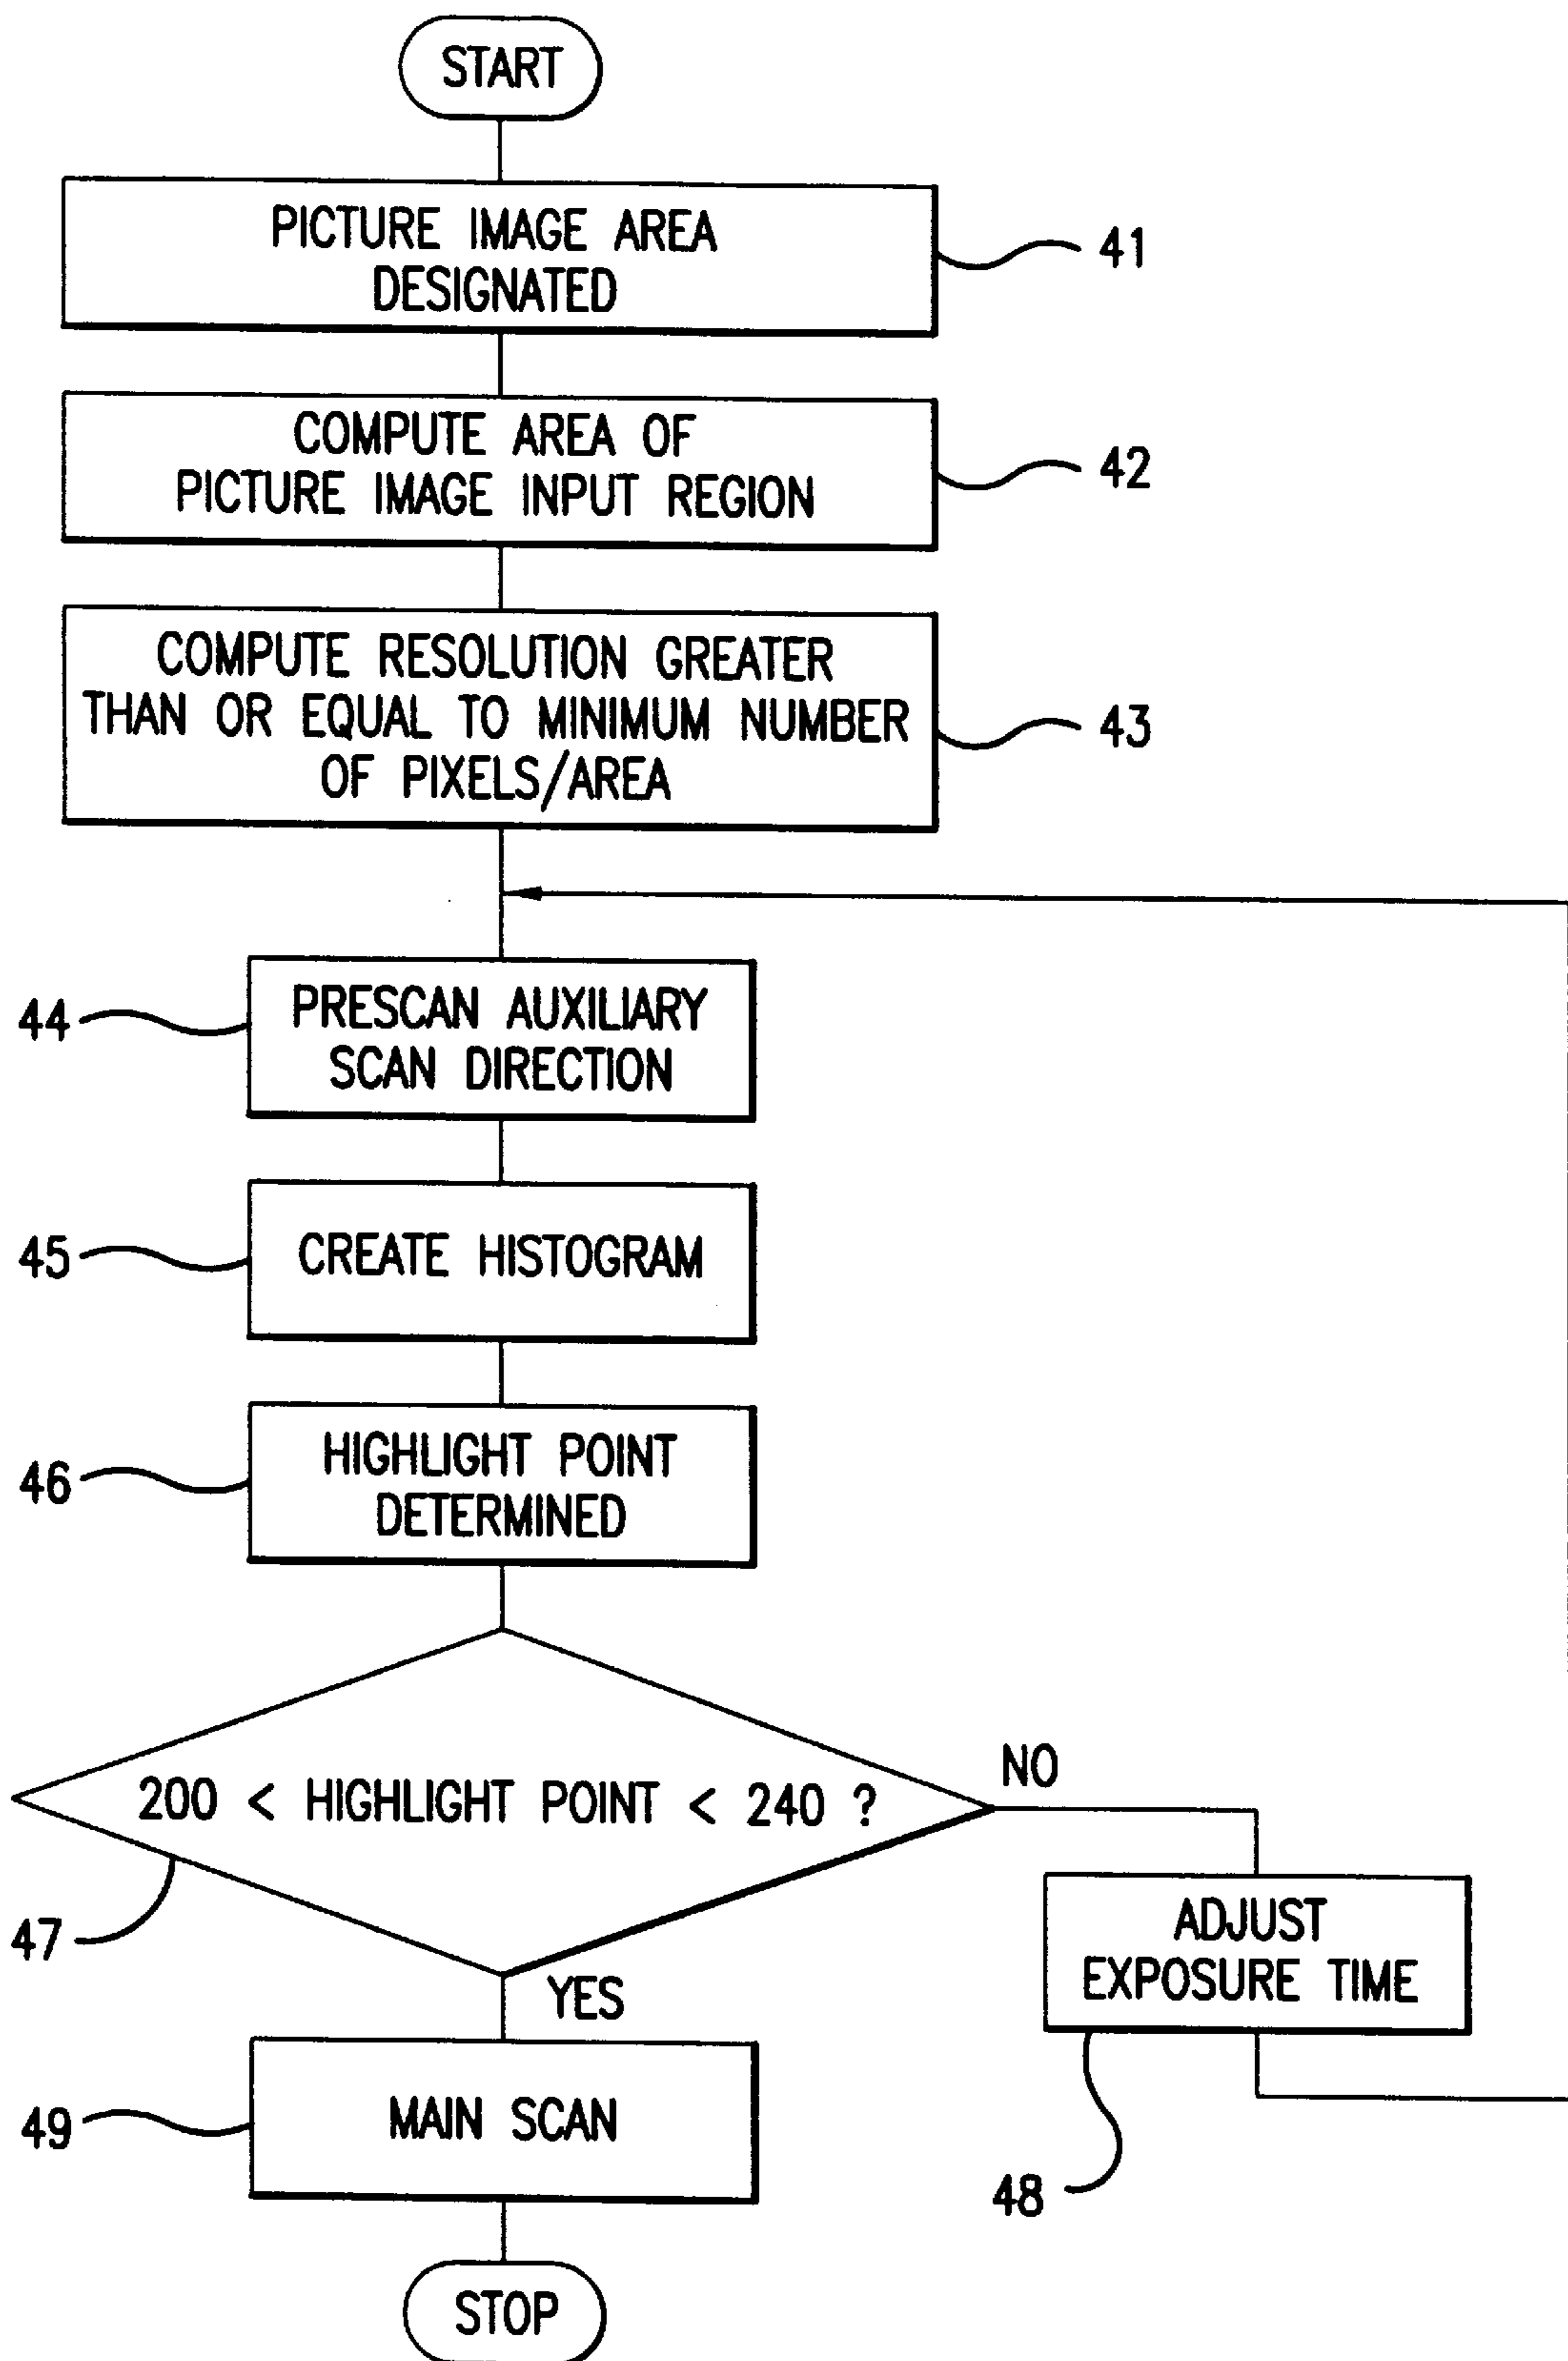 START
PICTURE IMAGE AREA
DESIGNATED
41
COMPUTE AREA OF
PICTURE IMAGE INPUT REGION
42
COMPUTE RESOLUTION GREATER
THAN OR EQUAL TO MINIMUM NUMBER
OF PIXELS/AREA
43
44
PRESCAN AUXILIARY
SCAN DIRECTION
45
CREATE HISTOGRAM
46
HIGHLIGHT POINT
DETERMINED
200 < HIGHLIGHT POINT < 240 ?
NO
47
YES
ADJUST
EXPOSURE TIME
48
49
MAIN SCAN
STOP